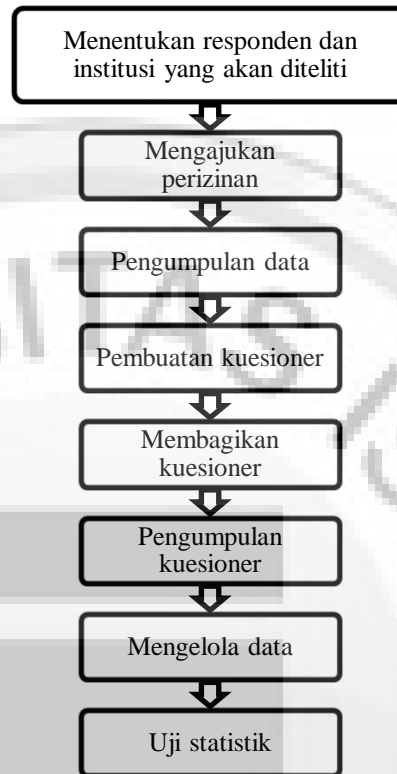 Menentukan responden dan
institusi yang akan diteliti
Mengajukan
perizinan
Pengumpulan data
Pembuatan kuesioner
Membagikan
kuesioner
Pengumpulan
kuesioner
Mengelola data
Uji statistik